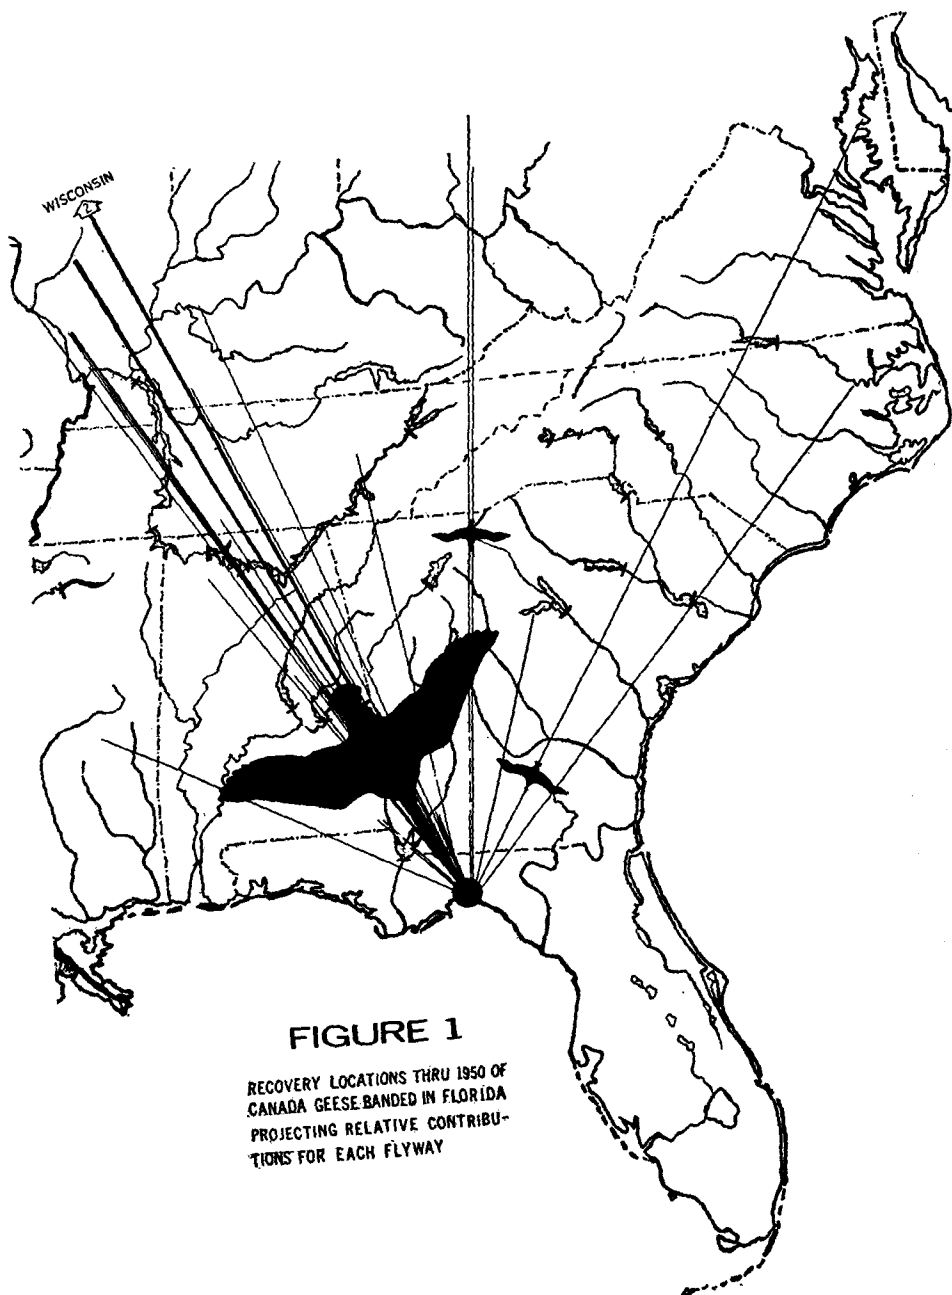 WISCONSIN
2
FIGURE 1
RECOVERY LOCATIONS THRU 1950 OF
CANADA GEESE BANDED IN FLORIDA
PROJECTING RELATIVE CONTRIBU-
TIONS FOR EACH FLYWAY